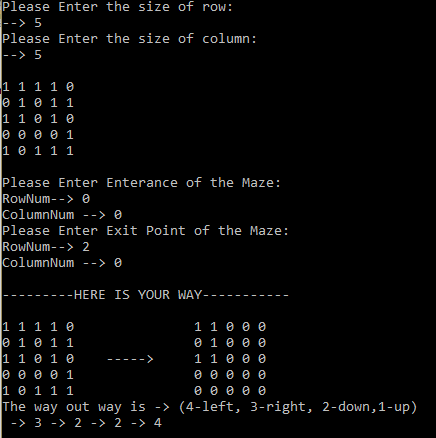 Please Enter the size of row:
--> 5
Please Enter the size of column:
--> 5
1 1 1 1 0
0 1 0 1 1
1 1 0 1 0
0 0 0 0 1
1 0 1 1 1
Please Enter Enterance of the Maze:
RowNum--> 0
ColumnNum --> 0
Please Enter Exit Point of the Maze:
RowNum--> 2
ColumnNum --> 0
---------HERE IS YOUR WAY-----------
1 1 1 1 0 1 1 0 0 0
0 1 0 1 1 0 1 0 0 0
1 1 0 1 0 -----> 1 1 0 0 0
0 0 0 0 1 0 0 0 0 0
1 0 1 1 1 0 0 0 0 0
The way out way is -> (4-left, 3-right, 2-down,1-up)
-> 3 -> 2 -> 2 -> 4